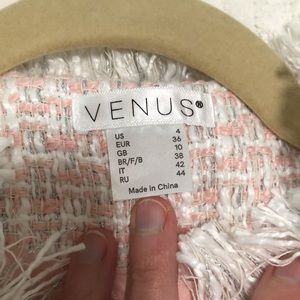 VENUS®
US 4
EUR 36
GB 10
BR/F/B 38
IT 42
RU 44
Made in China